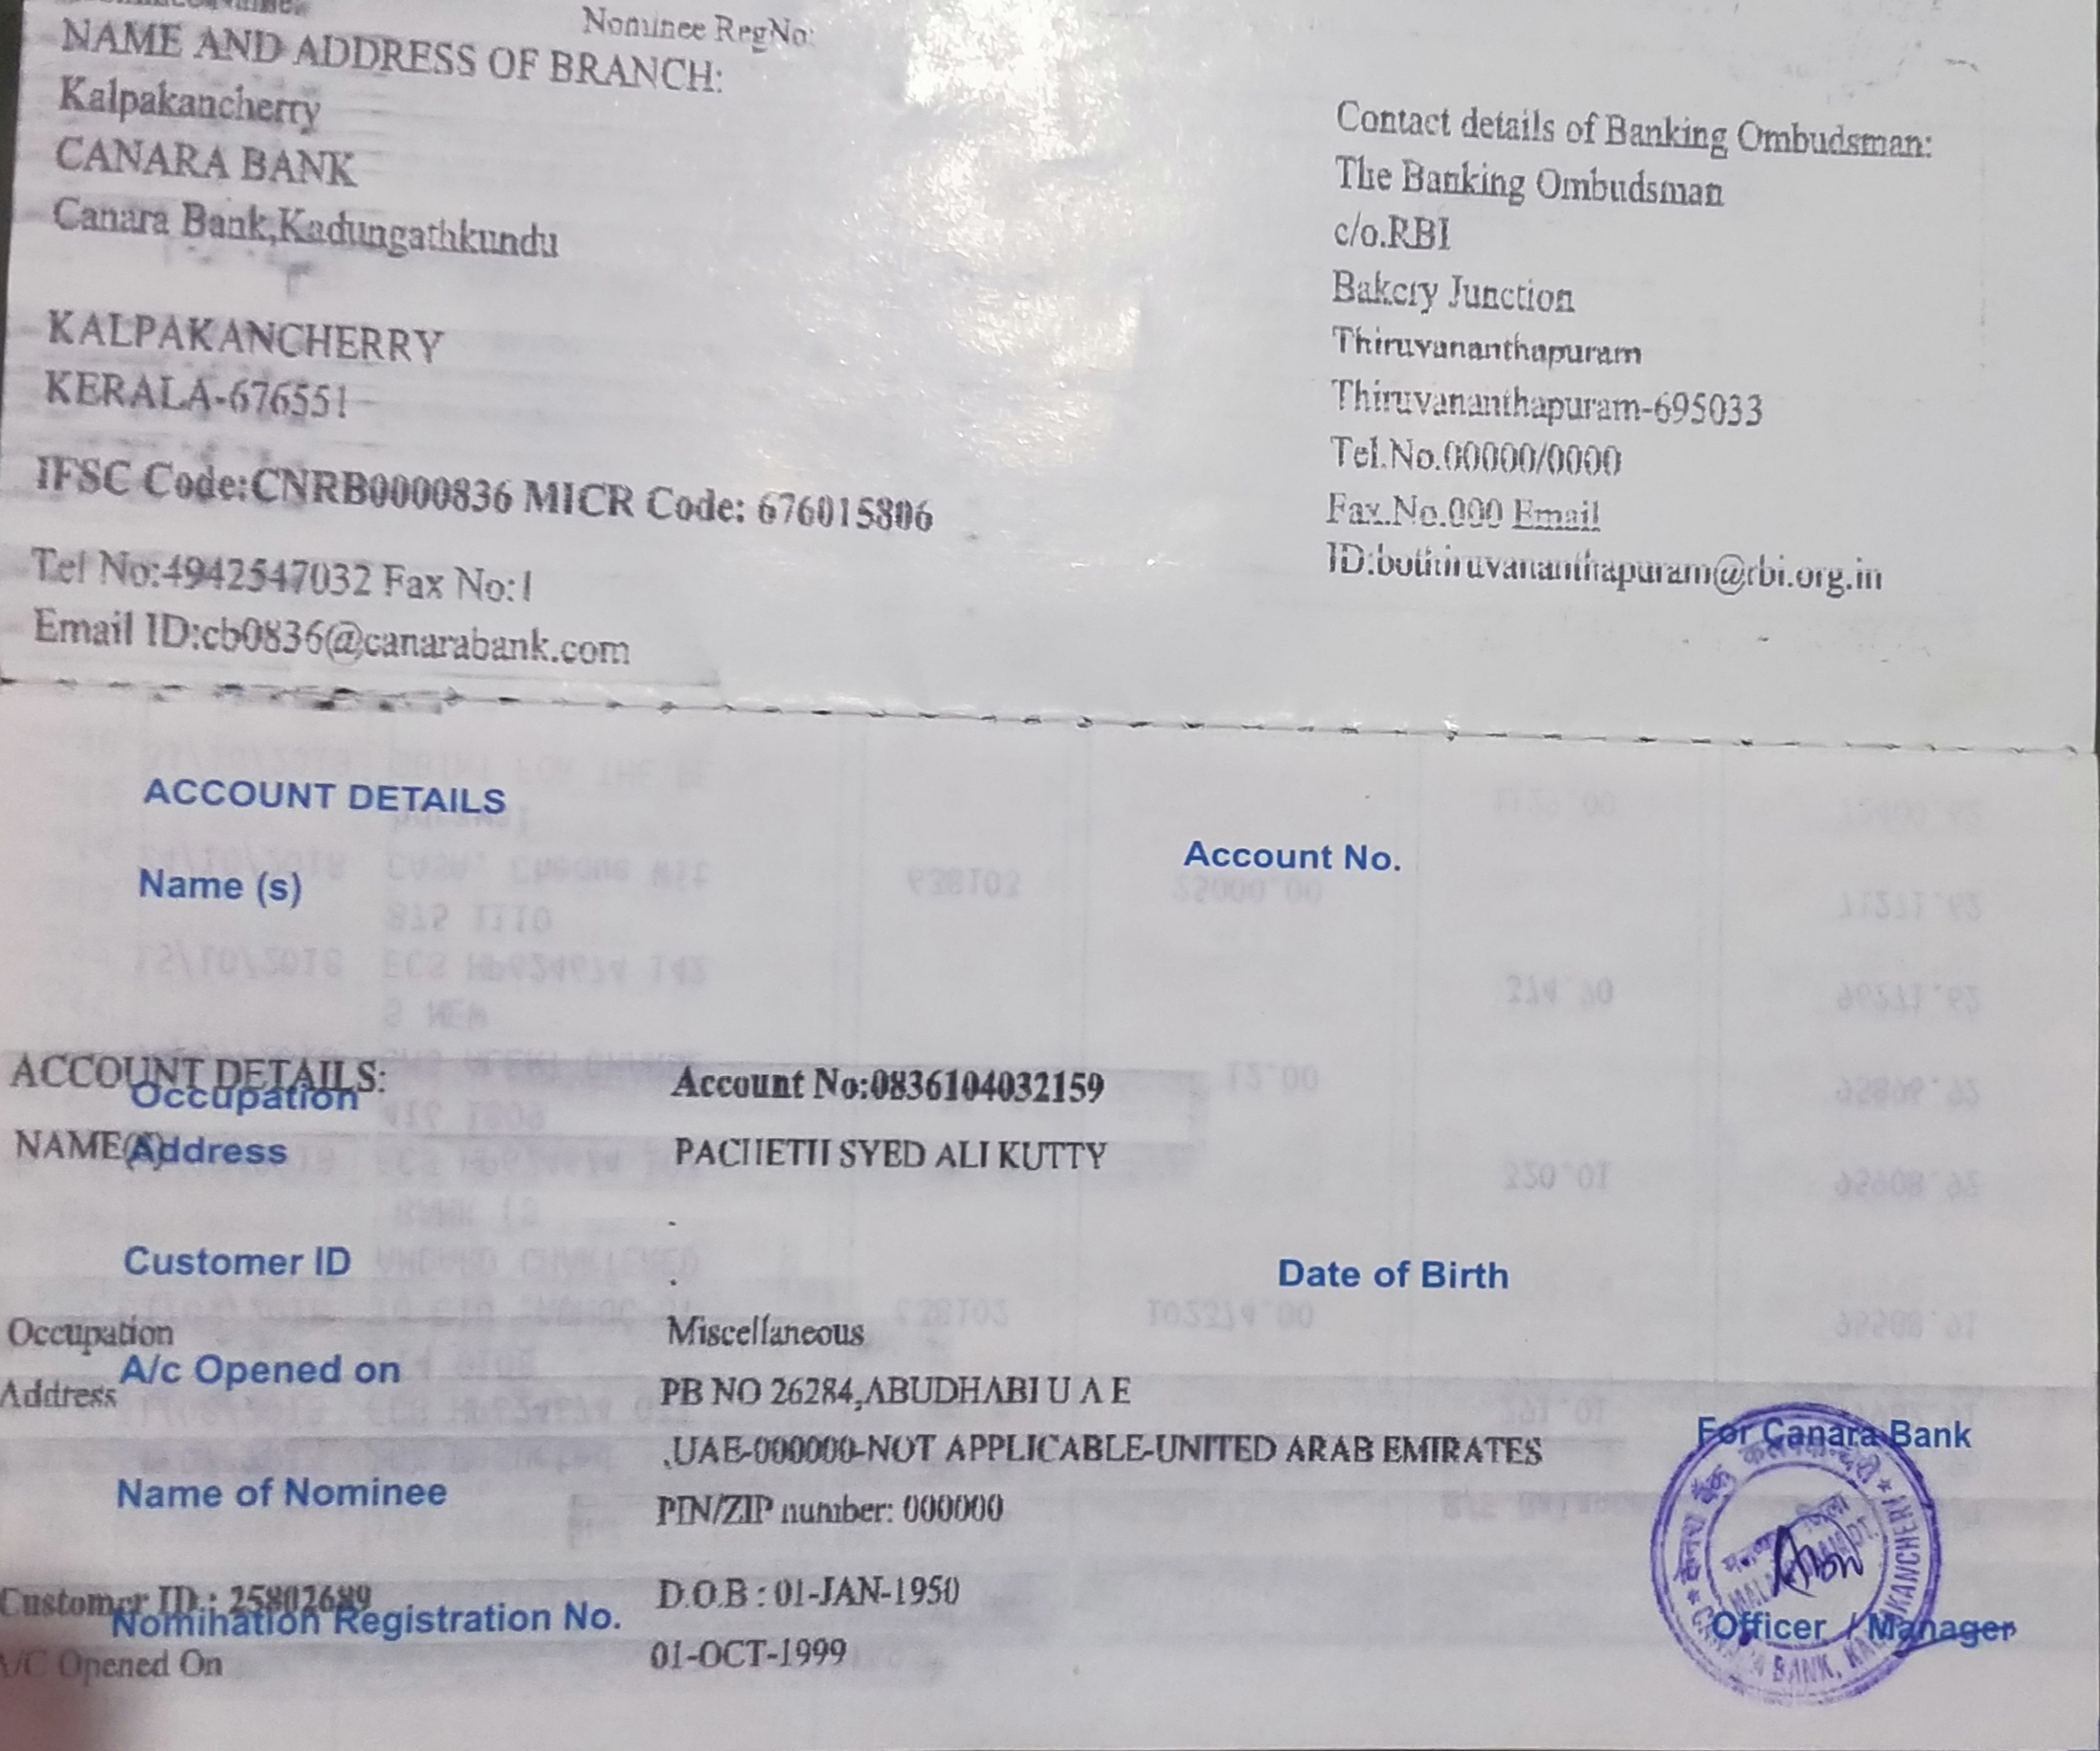 Nominee RegNo:
NAME AND ADDRESS OF BRANCH:
Kalpakancherry
CANARA BANK
Canara Bank,Kadungathkundu
KALPAKANCHERRY
KERALA-676551
IFSC Code:CNRB0000836 MICR Code: 676015806
Tel No:4942547032 Fax No:1
Email ID:cb0836@canarabank.com
Contact details of Banking Ombudsman:
The Banking Ombudsman
c/o.RBI
Bakery Junction
Thiruvananthapuram
Thiruvananthapuram-695033
Tel.No.00000/0000
Fax.No.000 Email
ID:bothiruvananthapuram@rbi.org.in
ACCOUNT DETAILS
Account No.
Name (s)
ACCOUNT DETAILS: Account No:0836104032159
Occupation
NAME(S) PACHETH SYED ALI KUTTY
Address
Customer ID Date of Birth
Occupation Miscellaneous
A/c Opened on
Address PB NO 26284,ABUDHABI U A E
,UAE-000000-NOT APPLICABLE-UNITED ARAB EMIRATES
For Canara Bank
Name of Nominee
PIN/ZIP number: 000000
Customer ID : 25802689 D.O.B : 01-JAN-1950
Nomination Registration No.
Officer / Manager
A/C Opened On 01-OCT-1999
CANARA BANK, KALPAKANCHERY